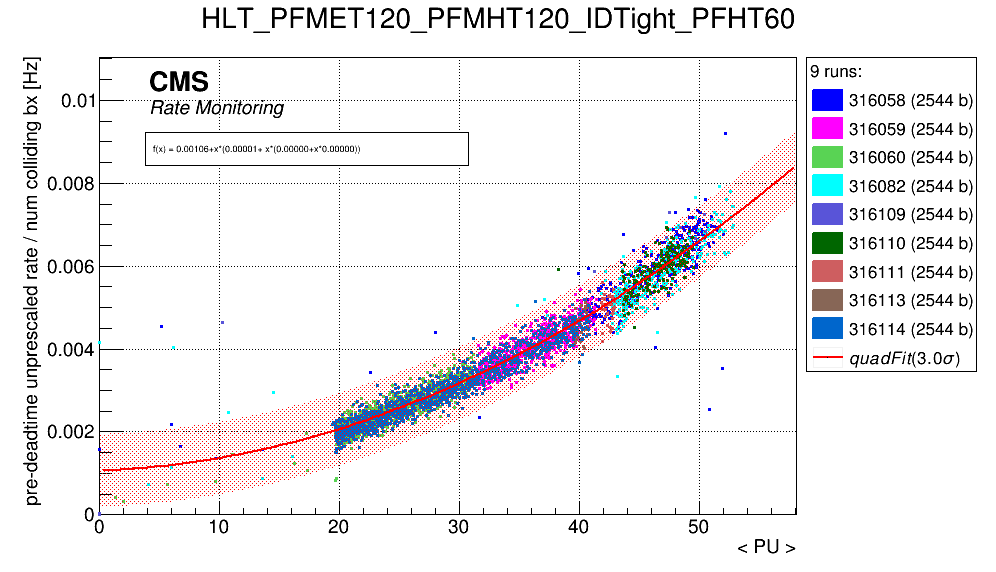 HLT_PFMET120_PFMHT120_IDTight_PFHT60
pre-deadtime unprescaled rate / num colliding bx [Hz]
0.01
0.008
0.006
0.004
0.002
0
CMS
Rate Monitoring
f(x) = 0.00106+x*(0.00001+ x*(0.00000+x*0.00000))
0 10 20 30 40 50
< PU >
9 runs:
316058 (2544 b)
316059 (2544 b)
316060 (2544 b)
316082 (2544 b)
316109 (2544 b)
316110 (2544 b)
316111 (2544 b)
316113 (2544 b)
316114 (2544 b)
quadFit(3.0σ)